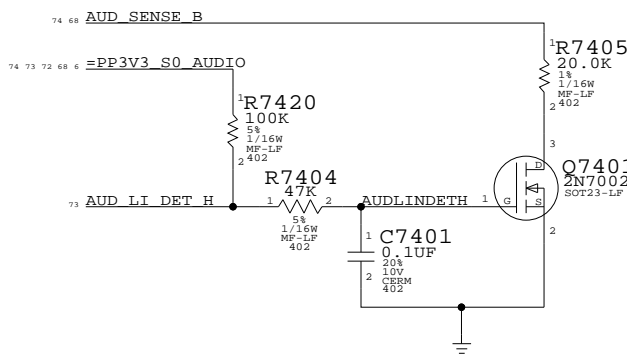 74 68 AUD_SENSE_B
74 73 72 68 6 =PP3V3_S0_AUDIO
1
R7405
20.0K
1%
1/16W
MF-LF
402
2
1
R7420
100K
5%
1/16W
MF-LF
402
2
3
D
Q7401
2N7002
SOT23-LF
G
S
1
2
73 AUD_LI_DET_H
R7404
47K
1
2
5%
1/16W
MF-LF
402
AUDLINDETH
1
C7401
0.1UF
20%
10V
CERM
402
2